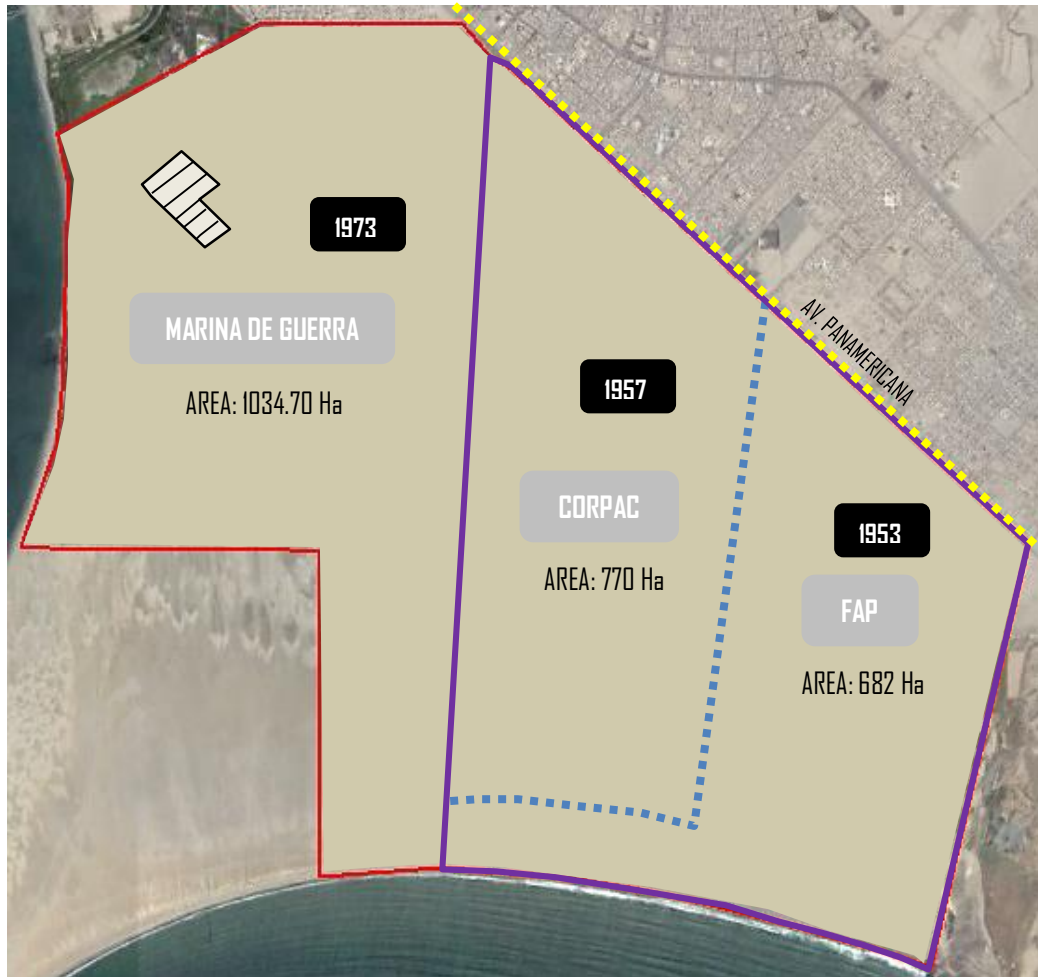 1973
MARINA DE GUERRA
AREA: 1034.70 Ha
AV. PANAMERICANA
1957
CORPAC
AREA: 770 Ha
1953
FAP
AREA: 682 Ha